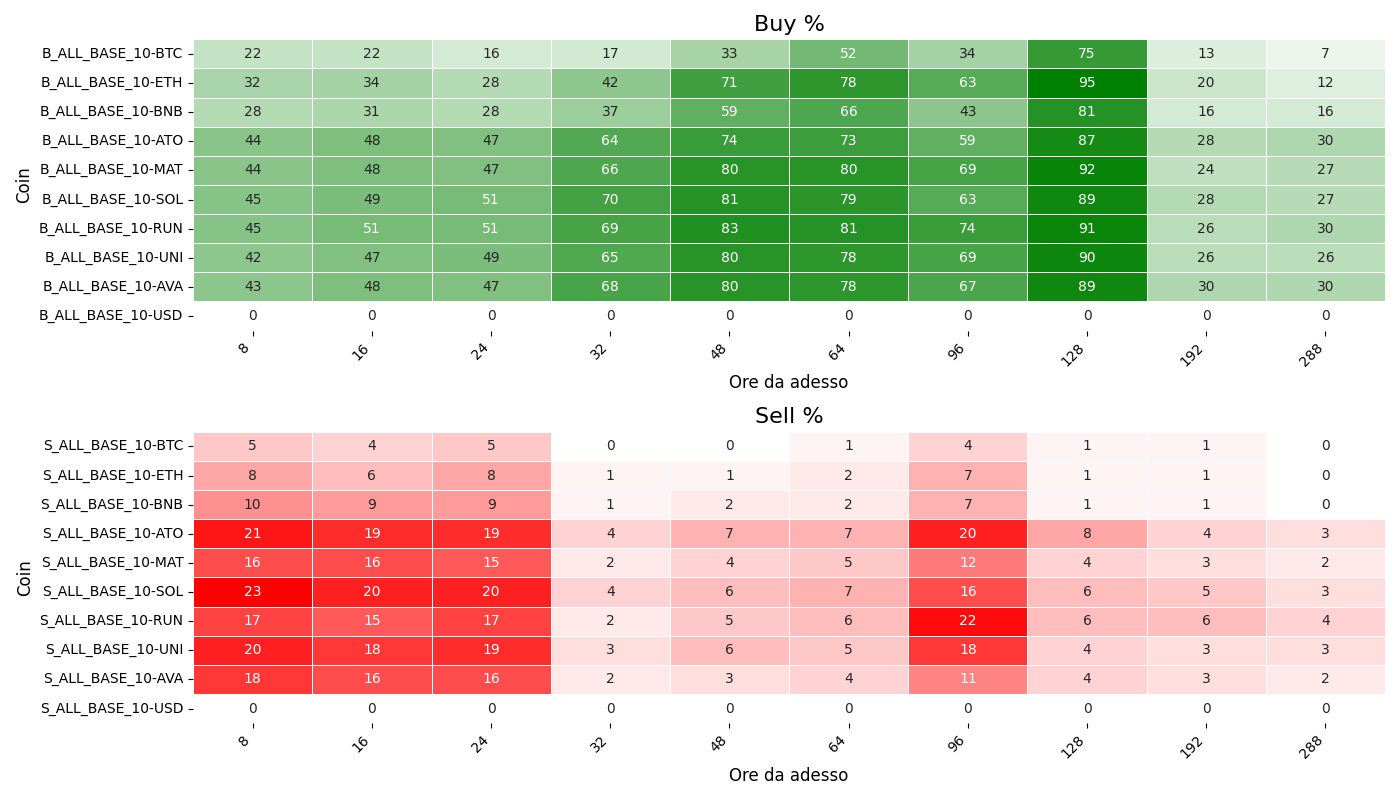 Buy %
Coin
B_ALL_BASE_10-BTC 22 22 16 17 33 52 34 75 13 7
B_ALL_BASE_10-ETH 32 34 28 42 71 78 63 95 20 12
B_ALL_BASE_10-BNB 28 31 28 37 59 66 43 81 16 16
B_ALL_BASE_10-ATO 44 48 47 64 74 73 59 87 28 30
B_ALL_BASE_10-MAT 44 48 47 66 80 80 69 92 24 27
B_ALL_BASE_10-SOL 45 49 51 70 81 79 63 89 28 27
B_ALL_BASE_10-RUN 45 51 51 69 83 81 74 91 26 30
B_ALL_BASE_10-UNI 42 47 49 65 80 78 69 90 26 26
B_ALL_BASE_10-AVA 43 48 47 68 80 78 67 89 30 30
B_ALL_BASE_10-USD 0 0 0 0 0 0 0 0 0 0
8 16 24 32 48 64 96 128 192 288
Ore da adesso
Sell %
Coin
S_ALL_BASE_10-BTC 5 4 5 0 0 1 4 1 1 0
S_ALL_BASE_10-ETH 8 6 8 1 1 2 7 1 1 0
S_ALL_BASE_10-BNB 10 9 9 1 2 2 7 1 1 0
S_ALL_BASE_10-ATO 21 19 19 4 7 7 20 8 4 3
S_ALL_BASE_10-MAT 16 16 15 2 4 5 12 4 3 2
S_ALL_BASE_10-SOL 23 20 20 4 6 7 16 6 5 3
S_ALL_BASE_10-RUN 17 15 17 2 5 6 22 6 6 4
S_ALL_BASE_10-UNI 20 18 19 3 6 5 18 4 3 3
S_ALL_BASE_10-AVA 18 16 16 2 3 4 11 4 3 2
S_ALL_BASE_10-USD 0 0 0 0 0 0 0 0 0 0
8 16 24 32 48 64 96 128 192 288
Ore da adesso